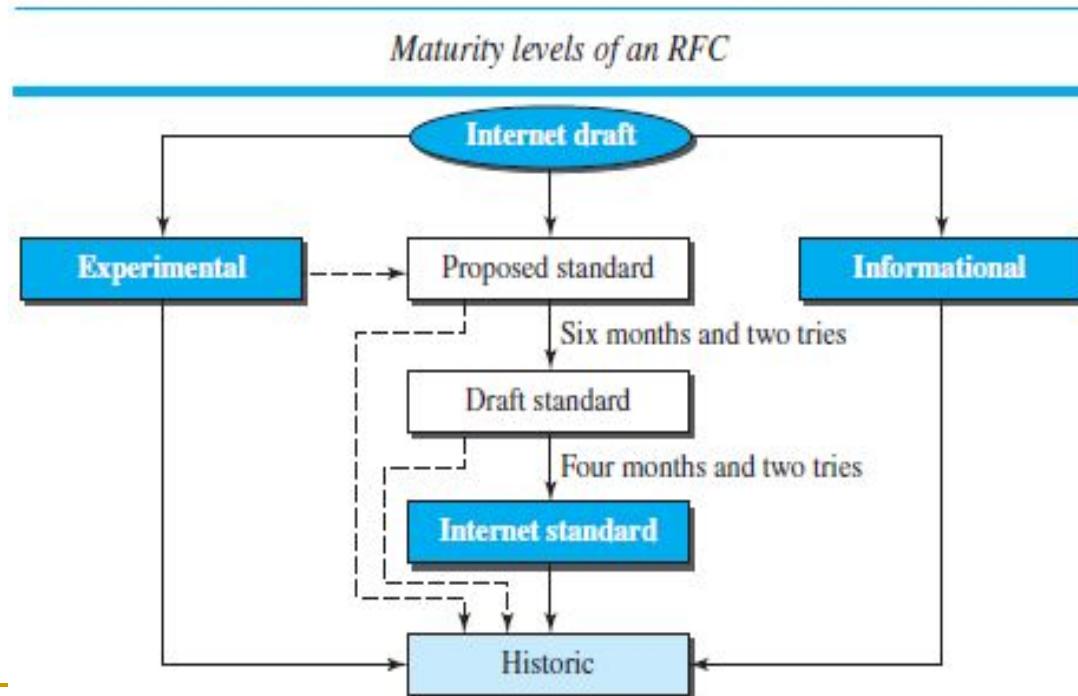 Maturity levels of an RFC
Internet draft
Experimental
Proposed standard
Informational
Six months and two tries
Draft standard
Four months and two tries
Internet standard
Historic